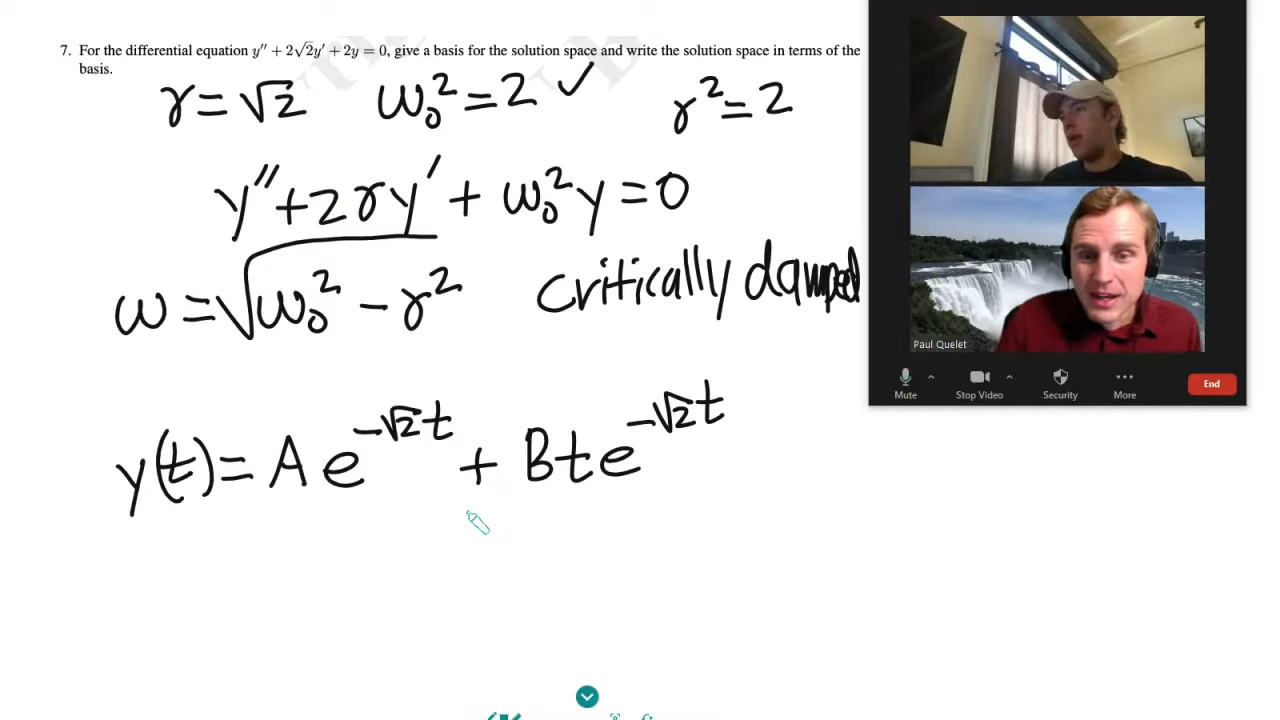 7. For the differential equation y′′ + 2√2y′ + 2y = 0, give a basis for the solution space and write the solution space in terms of the
basis.
γ = √2 ω₀² = 2 ✓ γ² = 2
y′′ + 2γy′ + ω₀²y = 0
ω = √(ω₀² − γ²) critically damped
y(t) = Ae^(−√2t) + Bte^(−√2t)
Paul Quelet
Mute Stop Video Security More End